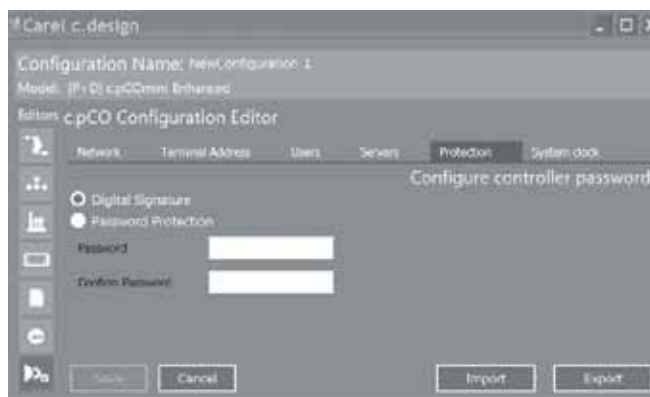 Carel c.design
Configuration Name: NewConfiguration 1
Model: (P+D) c.pCOmini Enhanced
Editors c.pCO Configuration Editor
Network Terminal Address Users Servers Protection System clock
Configure controller password
Digital Signature
Password Protection
Password
Confirm Password
Save Cancel Import Export